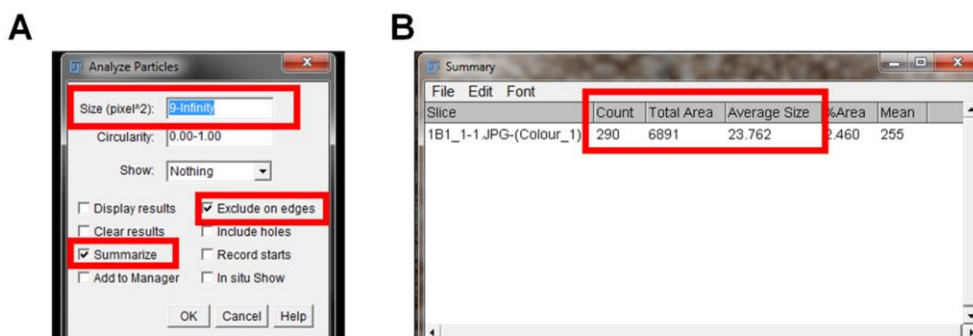 A
B
Analyze Particles
Size (pixel^2): 9-Infinity
Circularity: 0.00-1.00
Show: Nothing
Display results Exclude on edges
Clear results Include holes
Summarize Record starts
Add to Manager In situ Show
OK Cancel Help
Summary
File Edit Font
Slice Count Total Area Average Size %Area Mean
1B1_1-1.JPG-(Colour_1) 290 6891 23.762 2.460 255